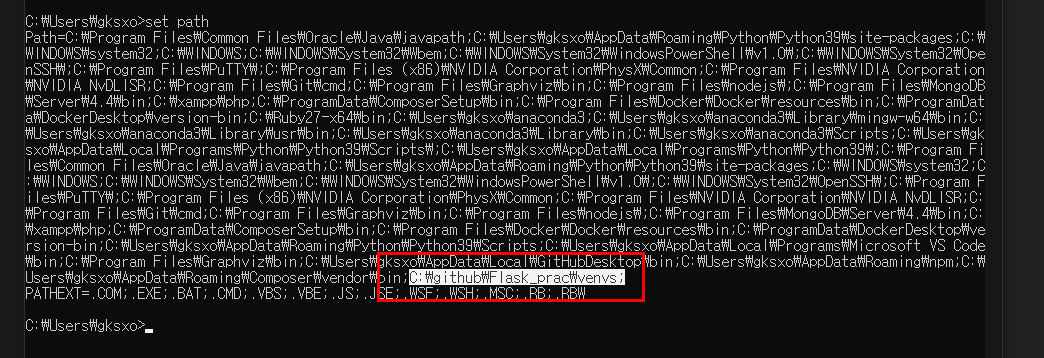 C:₩Users₩gksxo>set path
Path=C:₩Program Files₩Common Files₩Oracle₩Java₩javapath;C:₩Users₩gksxo₩AppData₩Roaming₩Python₩Python39₩site-packages;C:₩
WINDOWS₩system32;C:₩WINDOWS;C:₩WINDOWS₩System32₩Wbem;C:₩WINDOWS₩System32₩WindowsPowerShell₩v1.0₩;C:₩WINDOWS₩System32₩Ope
nSSH₩;C:₩Program Files₩PuTTY₩;C:₩Program Files (x86)₩NVIDIA Corporation₩PhysX₩Common;C:₩Program Files₩NVIDIA Corporation
₩NVIDIA NvDLISR;C:₩Program Files₩Git₩cmd;C:₩Program Files₩Graphviz₩bin;C:₩Program Files₩nodejs₩;C:₩Program Files₩MongoDB
₩Server₩4.4₩bin;C:₩xampp₩php;C:₩ProgramData₩ComposerSetup₩bin;C:₩Program Files₩Docker₩Docker₩resources₩bin;C:₩ProgramDat
a₩DockerDesktop₩version-bin;C:₩Ruby27-x64₩bin;C:₩Users₩gksxo₩anaconda3;C:₩Users₩gksxo₩anaconda3₩Library₩mingw-w64₩bin;C:
₩Users₩gksxo₩anaconda3₩Library₩usr₩bin;C:₩Users₩gksxo₩anaconda3₩Library₩bin;C:₩Users₩gksxo₩anaconda3₩Scripts;C:₩Users₩gk
sxo₩AppData₩Local₩Programs₩Python₩Python39₩Scripts₩;C:₩Users₩gksxo₩AppData₩Local₩Programs₩Python₩Python39₩;C:₩Program Fi
les₩Common Files₩Oracle₩Java₩javapath;C:₩Users₩gksxo₩AppData₩Roaming₩Python₩Python39₩site-packages;C:₩WINDOWS₩system32;C
:₩WINDOWS;C:₩WINDOWS₩System32₩Wbem;C:₩WINDOWS₩System32₩WindowsPowerShell₩v1.0₩;C:₩WINDOWS₩System32₩OpenSSH₩;C:₩Program F
iles₩PuTTY₩;C:₩Program Files (x86)₩NVIDIA Corporation₩PhysX₩Common;C:₩Program Files₩NVIDIA Corporation₩NVIDIA NvDLISR;C:
₩Program Files₩Git₩cmd;C:₩Program Files₩Graphviz₩bin;C:₩Program Files₩nodejs₩;C:₩Program Files₩MongoDB₩Server₩4.4₩bin;C:
₩xampp₩php;C:₩ProgramData₩ComposerSetup₩bin;C:₩Program Files₩Docker₩Docker₩resources₩bin;C:₩ProgramData₩DockerDesktop₩ve
rsion-bin;C:₩Users₩gksxo₩AppData₩Roaming₩Python₩Python39₩Scripts;C:₩Users₩gksxo₩AppData₩Local₩Programs₩Microsoft VS Code
₩bin;C:₩Program Files₩Graphviz₩bin;C:₩Users₩gksxo₩AppData₩Local₩GitHubDesktop₩bin;C:₩Users₩gksxo₩AppData₩Roaming₩npm;C:₩
Users₩gksxo₩AppData₩Roaming₩Composer₩vendor₩bin;C:₩github₩Flask_prac₩venvs;
PATHEXT=.COM;.EXE;.BAT;.CMD;.VBS;.VBE;.JS;.JSE;.WSF;.WSH;.MSC;.RB;.RBW
C:₩Users₩gksxo>